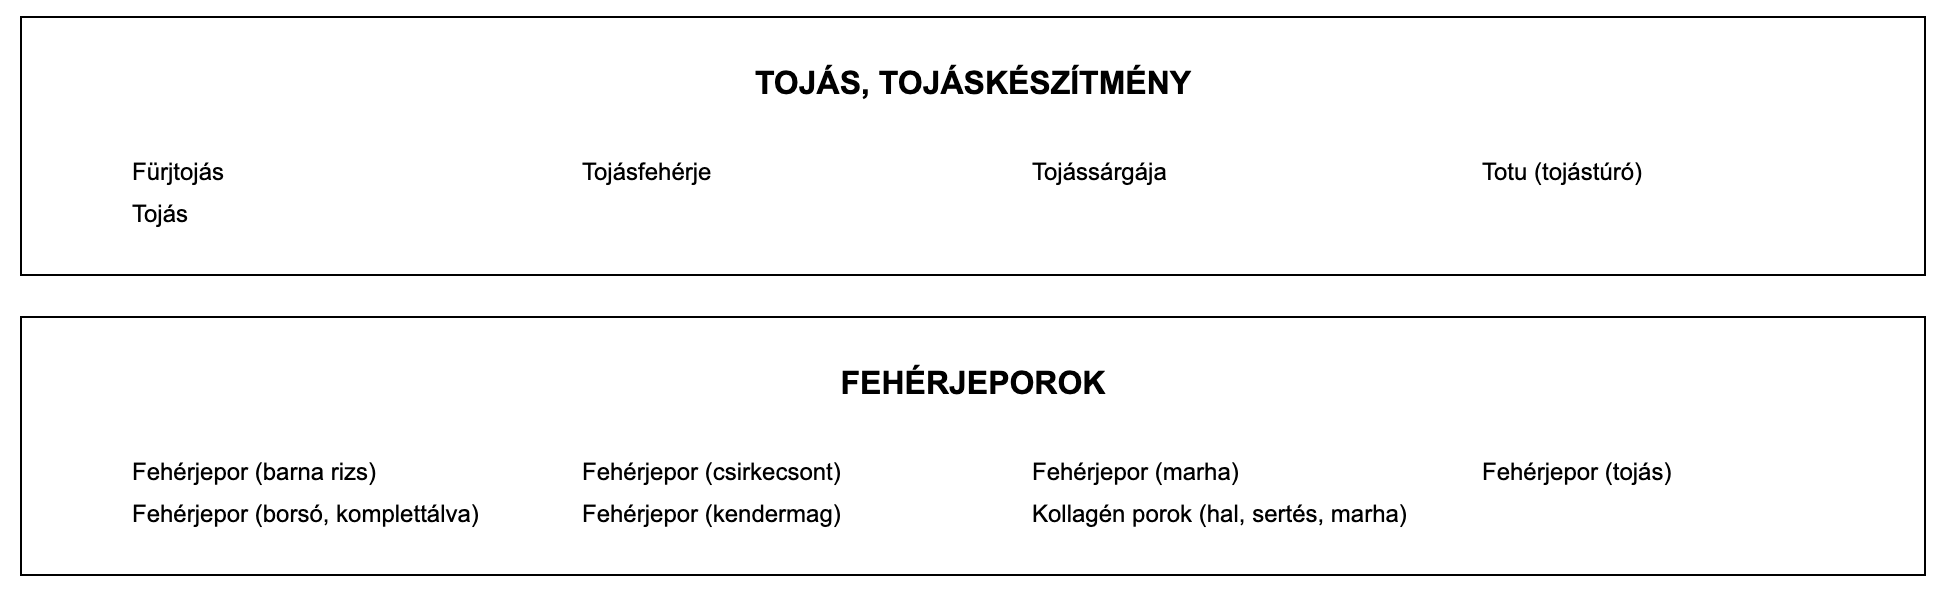 TOJÁS, TOJÁSKÉSZÍTMÉNY
Fürjtojás
Tojás
Tojásfehérje
Tojássárgája
Totu (tojástúró)
FEHÉRJEPOROK
Fehérjepor (barna rizs)
Fehérjepor (borsó, komplettálva)
Fehérjepor (csirkecsont)
Fehérjepor (kendermag)
Fehérjepor (marha)
Kollagén porok (hal, sertés, marha)
Fehérjepor (tojás)